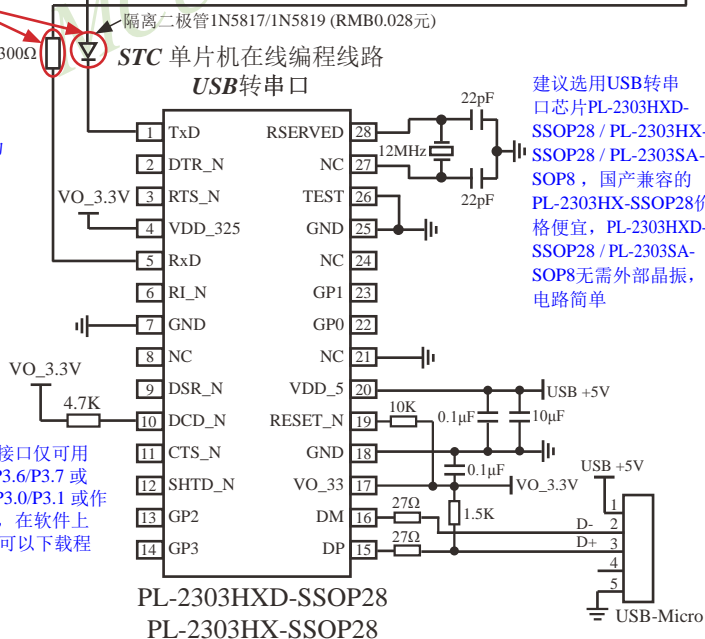 隔离二极管1N5817/1N5819 (RMB0.028元)
300Ω
STC 单片机在线编程线路
USB转串口
建议选用USB转串
口芯片PL-2303HXD-
SSOP28 / PL-2303HX-
SSOP28 / PL-2303SA-
SOP8 ，国产兼容的
PL-2303HX-SSOP28价
格便宜，PL-2303HXD-
SSOP28 / PL-2303SA-
SOP8无需外部晶振，
电路简单
1 TxD
2 DTR_N
3 RTS_N
4 VDD_325
5 RxD
6 RI_N
7 GND
8 NC
9 DSR_N
10 DCD_N
11 CTS_N
12 SHTD_N
13 GP2
14 GP3
RSERVED 28
NC 27
TEST 26
GND 25
NC 24
GP1 23
GP0 22
NC 21
VDD_5 20
RESET_N 19
GND 18
VO_33 17
DM 16
DP 15
VO_3.3V
VO_3.3V
4.7K
22pF
12MHz
22pF
USB +5V
10K
0.1μF
10μF
0.1μF
VO_3.3V
27Ω
1.5K
27Ω
USB +5V
D-
D+
1
2
3
4
5
USB-Micro
接口仅可用
P3.6/P3.7 或
P3.0/P3.1 或作
，在软件上
可以下载程
PL-2303HXD-SSOP28
PL-2303HX-SSOP28